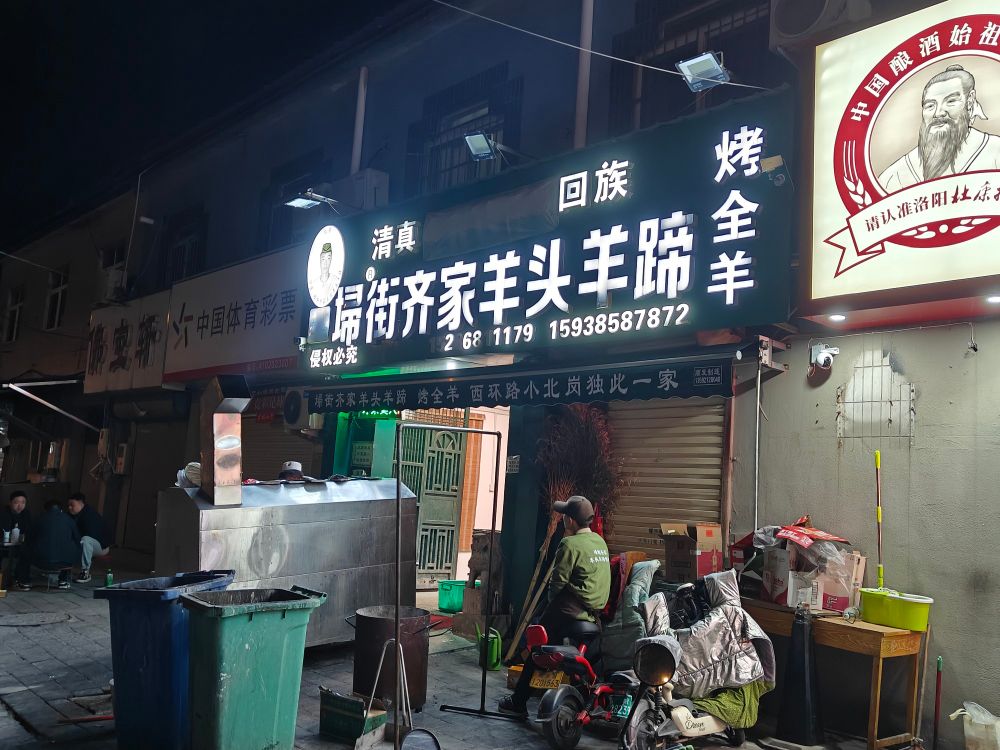 中国酿酒始祖
请认准洛阳杜康
烤全羊
清真
回族
埽街齐家羊头羊蹄
侵权必究
2 68 1179 15938587872
中国体育彩票
埽街齐家羊头羊蹄 烤全羊 西环路小北岗独此一家